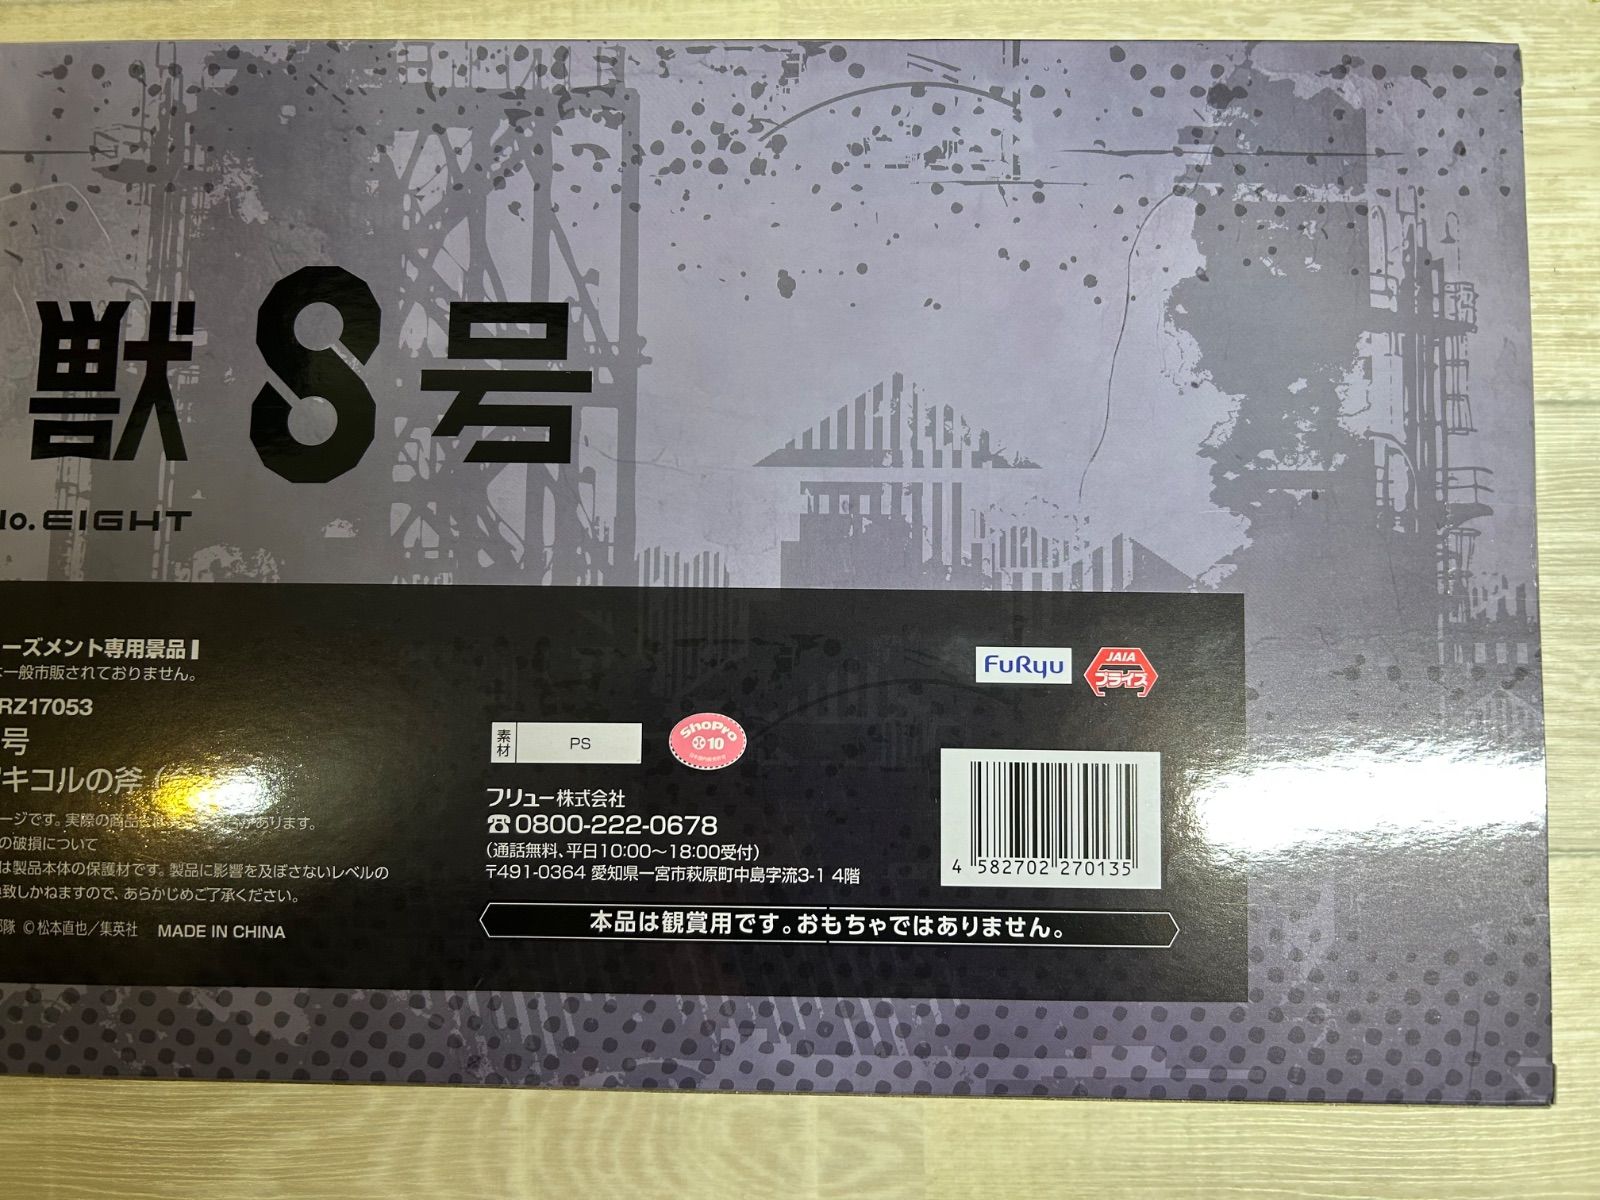 獣8号
No.EIGHT
ーズメント専用景品
一般市販されておりません。
RZ17053
号
キコルの斧
ージです。実際の商品
があります。
の破損について
は製品本体の保護材です。製品に影響を及ぼさないレベルの
致しかねますので、あらかじめご了承ください。
部隊 ©松本直也/集英社 MADE IN CHINA
素材 PS
ShoPro
10
フリュー株式会社
☎0800-222-0678
(通話無料、平日10:00〜18:00受付)
〒491-0364 愛知県一宮市萩原町中島字流3-1 4階
本品は観賞用です。おもちゃではありません。
FuRyu
JAIA
プライズ
4 582702 270135